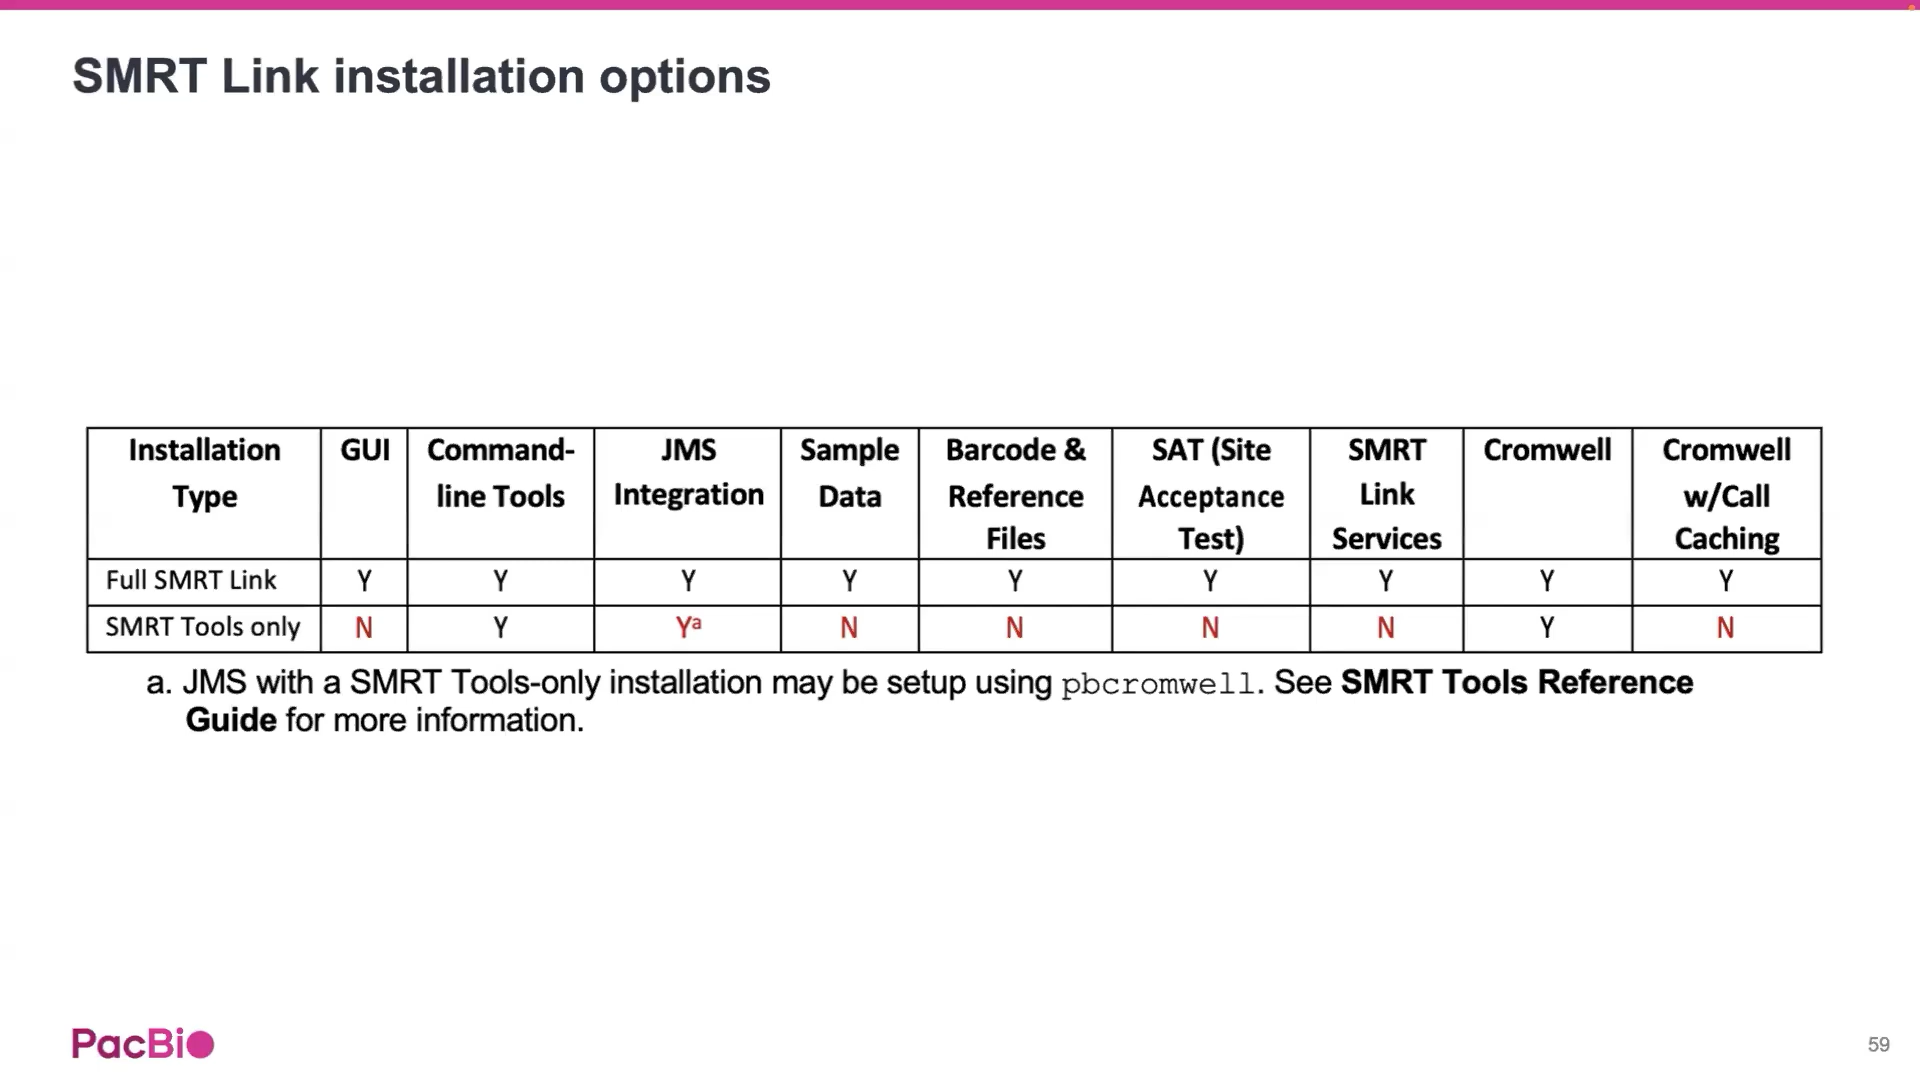 SMRT Link installation options
Installation Type | GUI | Command-line Tools | JMS Integration | Sample Data | Barcode & Reference Files | SAT (Site Acceptance Test) | SMRT Link Services | Cromwell | Cromwell w/Call Caching
Full SMRT Link | Y | Y | Y | Y | Y | Y | Y | Y | Y
SMRT Tools only | N | Y | Yᵃ | N | N | N | N | Y | N
a. JMS with a SMRT Tools-only installation may be setup using pbcromwell. See SMRT Tools Reference
Guide for more information.
PacBio
59